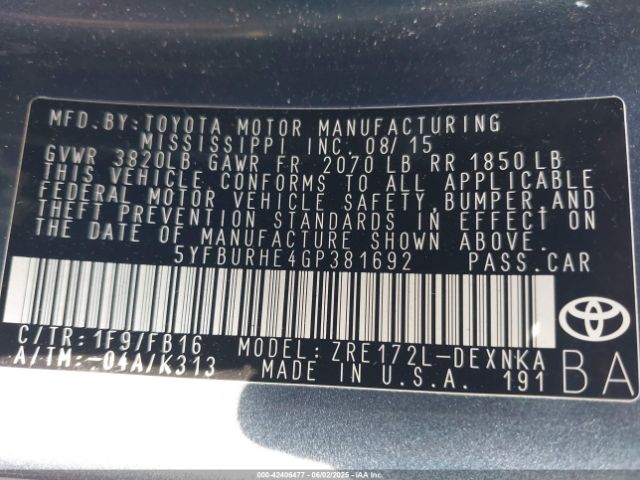 MFD.BY:TOYOTA MOTOR MANUFACTURING
MISSISSIPPI INC. 08/15
GVWR 3820LB GAWR FR 2070 LB RR 1850 LB
THIS VEHICLE CONFORMS TO ALL APPLICABLE
FEDERAL MOTOR VEHICLE SAFETY, BUMPER, AND
THEFT PREVENTION STANDARDS IN EFFECT ON
THE DATE OF MANUFACTURE SHOWN ABOVE.
5YFBURHE4GP381692 PASS.CAR
C/TR:1F9/FB16 MODEL: ZRE172L-DEXNKA
A/TM:-04A/K313 MADE IN U.S.A. 191
BA
000-42406477 06/02/2025 IAA Inc.